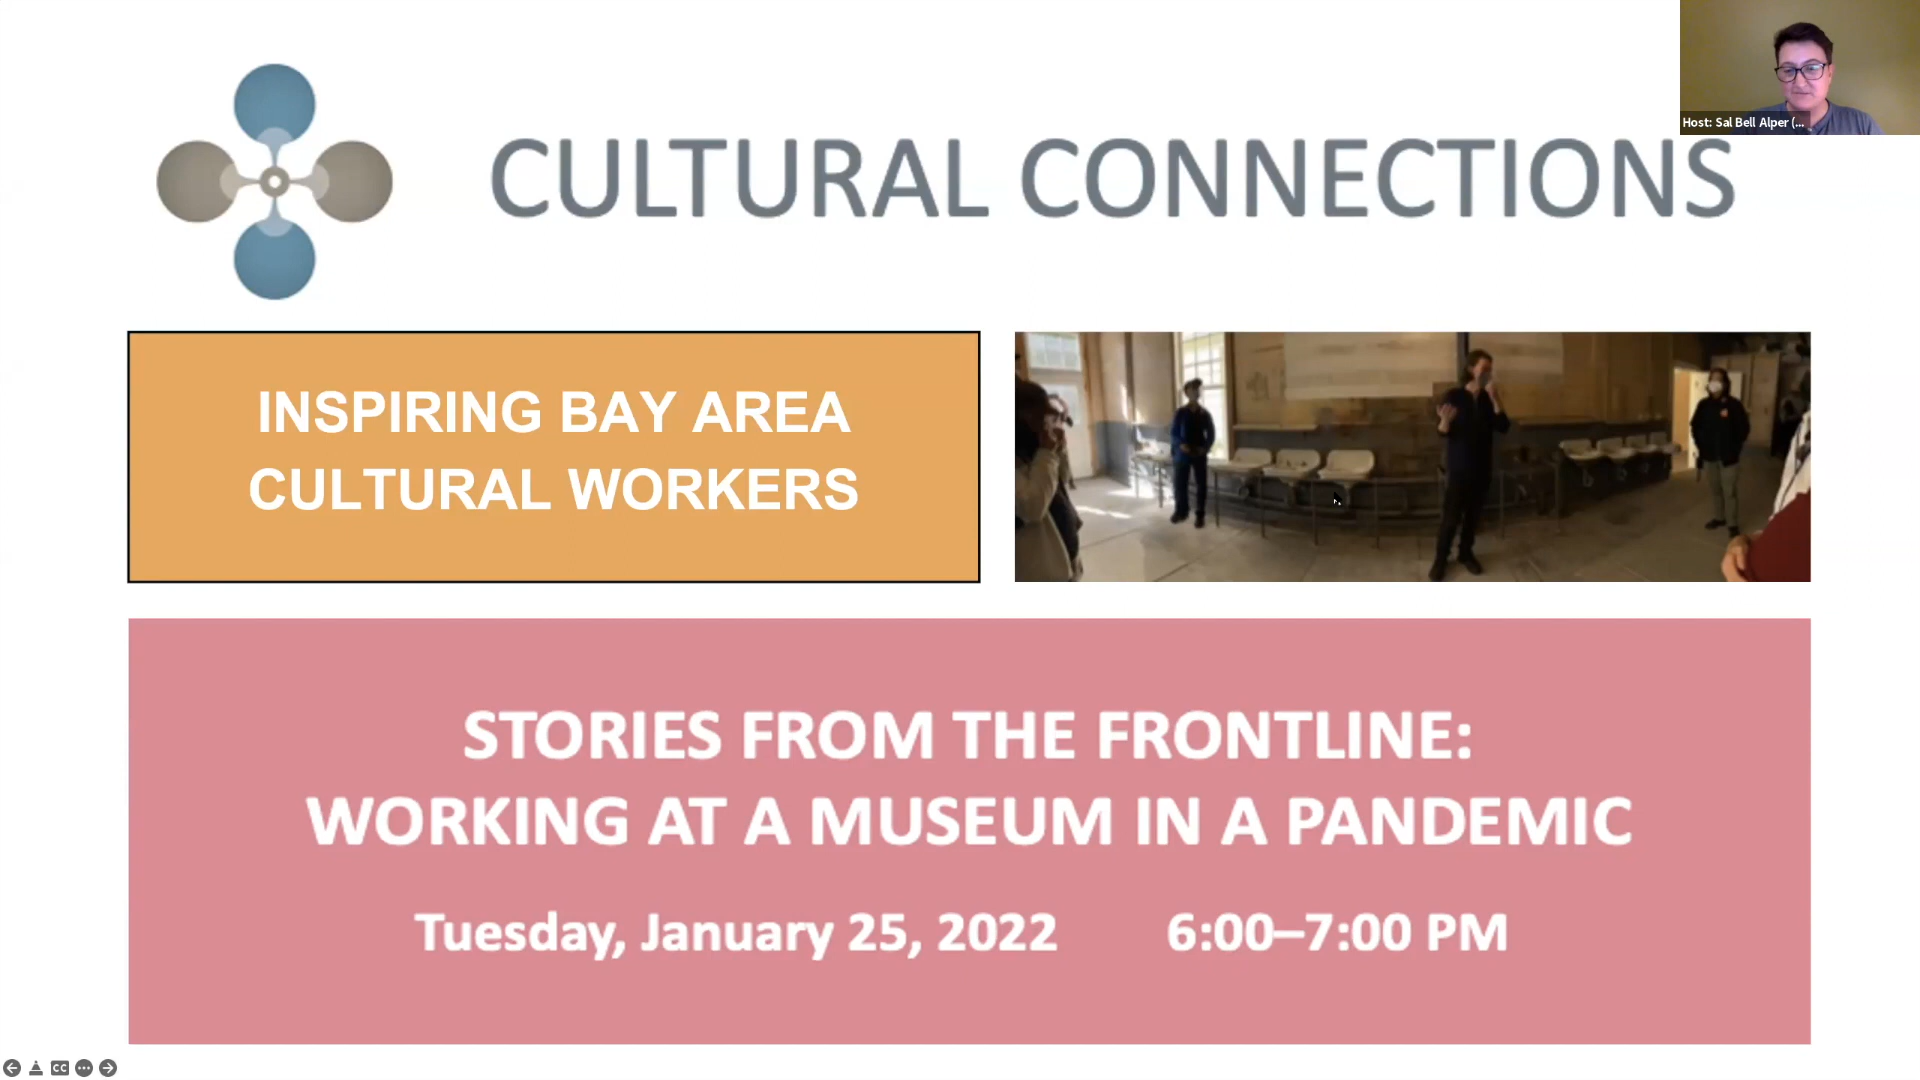 Host: Sal Bell Alper (...
CULTURAL CONNECTIONS
INSPIRING BAY AREA
CULTURAL WORKERS
STORIES FROM THE FRONTLINE:
WORKING AT A MUSEUM IN A PANDEMIC
Tuesday, January 25, 2022 6:00–7:00 PM
CC